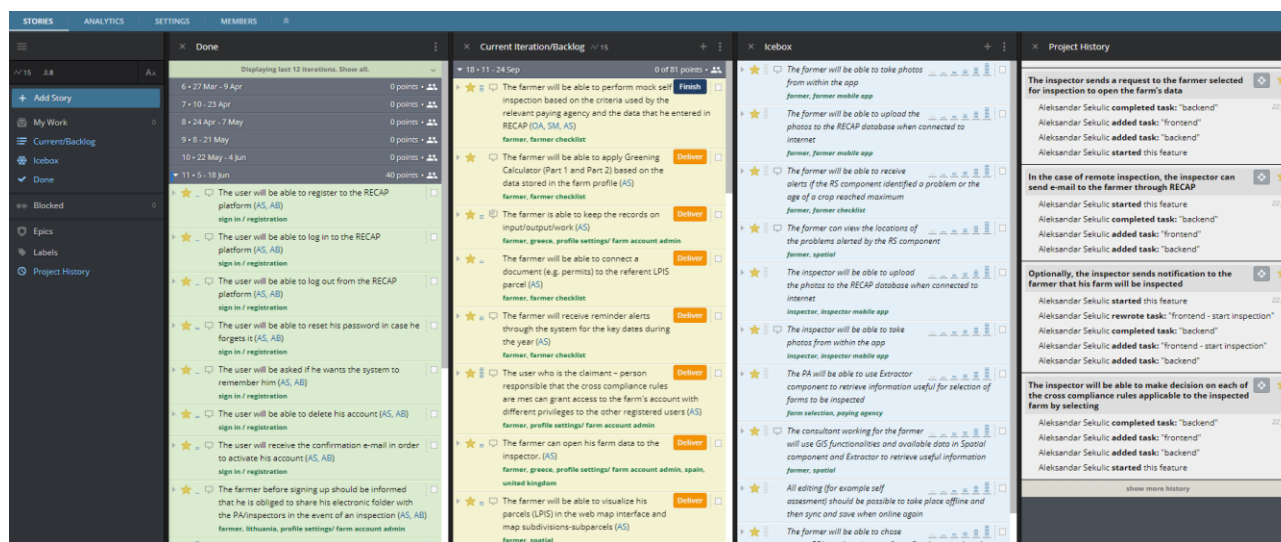 STORIES ANALYTICS SETTINGS MEMBERS
15 8 Aa
+ Add Story
My Work 0
Current/Backlog
Icebox
Done
Blocked 0
Epics
Labels
Project History
× Done
Displaying last 12 iterations. Show all.
6 • 27 Mar - 9 Apr 0 points •
7 • 10 - 23 Apr 0 points •
8 • 24 Apr - 7 May 0 points •
9 • 8 - 21 May 0 points •
10 • 22 May - 4 Jun 0 points •
11 • 5 - 18 Jun 40 points •
The user will be able to register to the RECAP
platform (AS, AB)
sign in / registration
The user will be able to log in to the RECAP
platform (AS, AB)
sign in / registration
The user will be able to log out from the RECAP
platform (AS, AB)
sign in / registration
The user will be able to reset his password in case he
forgets it (AS, AB)
sign in / registration
The user will be asked if he wants the system to
remember him (AS, AB)
sign in / registration
The user will be able to delete his account (AS, AB)
sign in / registration
The user will receive the confirmation e-mail in order
to activate his account (AS, AB)
sign in / registration
The farmer before signing up should be informed
that he is obliged to share his electronic folder with
the PA/inspectors in the event of an inspection (AS, AB)
farmer, lithuania, profile settings/ farm account admin
× Current Iteration/Backlog 15 +
18 • 11 - 24 Sep 0 of 81 points •
The farmer will be able to perform mock self Finish
inspection based on the criteria used by the
relevant paying agency and the data that he entered in
RECAP (OA, SM, AS)
farmer, farmer checklist
The farmer will be able to apply Greening Deliver
Calculator (Part 1 and Part 2) based on the
data stored in the farm profile (AS)
farmer, farmer checklist
The farmer is able to keep the records on Deliver
input/output/work (AS)
farmer, greece, profile settings/ farm account admin
The farmer will be able to connect a Deliver
document (e.g. permits) to the referent LPIS
parcel (AS)
farmer, farmer checklist
The farmer will receive reminder alerts Deliver
through the system for the key dates during
the year (AS)
farmer, farmer checklist
The user who is the claimant – person Deliver
responsible that the cross compliance rules
are met can grant access to the farm's account with
different privileges to the other registered users (AS)
farmer, profile settings/ farm account admin
The farmer can open his farm data to the Deliver
inspector. (AS)
farmer, greece, profile settings/ farm account admin, spain,
united kingdom
The farmer will be able to visualize his Deliver
parcels (LPIS) in the web map interface and
map subdivisions-subparcels (AS)
farmer, spatial
× Icebox +
The farmer will be able to take photos
from within the app
farmer, farmer mobile app
The farmer will be able to upload the
photos to the RECAP database when connected to
internet
farmer, farmer mobile app
The farmer will be able to receive
alerts if the RS component identified a problem or the
age of a crop reached maximum
farmer, farmer checklist
The farmer can view the locations of
the problems alerted by the RS component
farmer, spatial
The inspector will be able to upload
the photos to the RECAP database when connected to
internet
inspector, inspector mobile app
The inspector will be able to take
photos from within the app
inspector, inspector mobile app
The PA will be able to use Extractor
component to retrieve information useful for selection of
farms to be inspected
farm selection, paying agency
The consultant working for the farmer
will use GIS functionalities and available data in Spatial
component and Extractor to retrieve useful information
farmer, spatial
All editing (for example self
assesment) should be possible to take place offline and
then sync and save when online again
The farmer will be able to chose
× Project History
The inspector sends a request to the farmer selected
for inspection to open the farm's data
Aleksandar Sekulic completed task: "backend"
Aleksandar Sekulic added task: "frontend"
Aleksandar Sekulic added task: "backend"
Aleksandar Sekulic started this feature
In the case of remote inspection, the inspector can
send e-mail to the farmer through RECAP
Aleksandar Sekulic started this feature
Aleksandar Sekulic completed task: "backend"
Aleksandar Sekulic added task: "frontend"
Aleksandar Sekulic added task: "backend"
Optionally, the inspector sends notification to the
farmer that his farm will be inspected
Aleksandar Sekulic started this feature
Aleksandar Sekulic rewrote task: "frontend - start inspection"
Aleksandar Sekulic completed task: "backend"
Aleksandar Sekulic added task: "frontend - start inspection"
Aleksandar Sekulic added task: "backend"
The inspector will be able to make decision on each of
the cross compliance rules applicable to the inspected
farm by selecting
Aleksandar Sekulic completed task: "backend"
Aleksandar Sekulic added task: "frontend"
Aleksandar Sekulic added task: "backend"
Aleksandar Sekulic started this feature
show more history